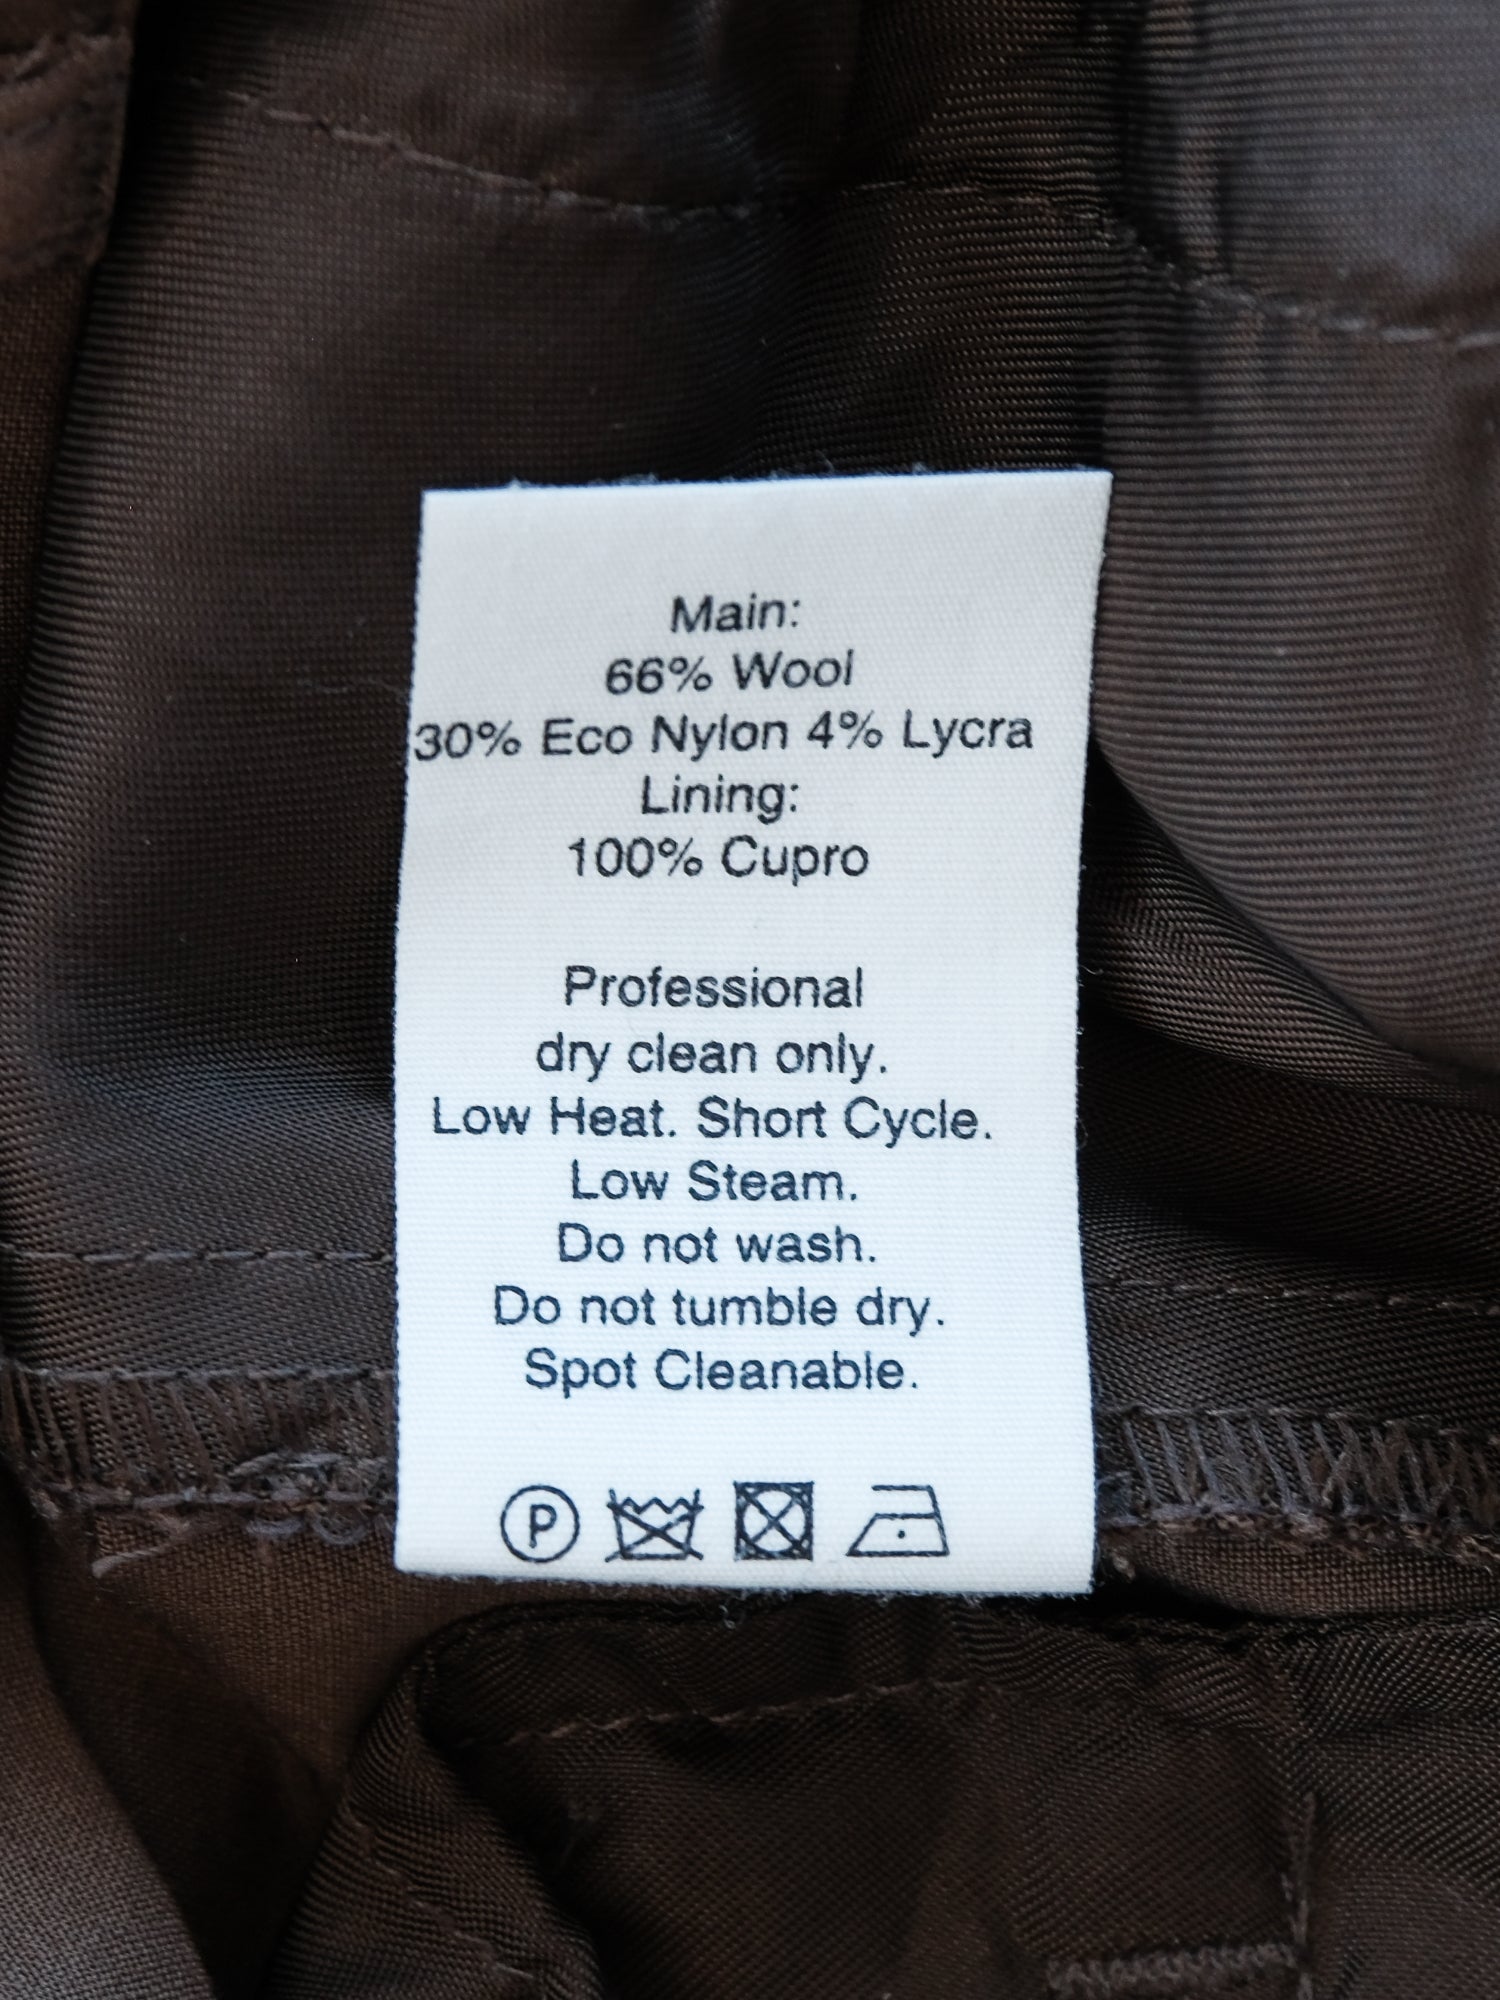 Main:
66% Wool
30% Eco Nylon 4% Lycra
Lining:
100% Cupro
Professional
dry clean only.
Low Heat. Short Cycle.
Low Steam.
Do not wash.
Do not tumble dry.
Spot Cleanable.
P